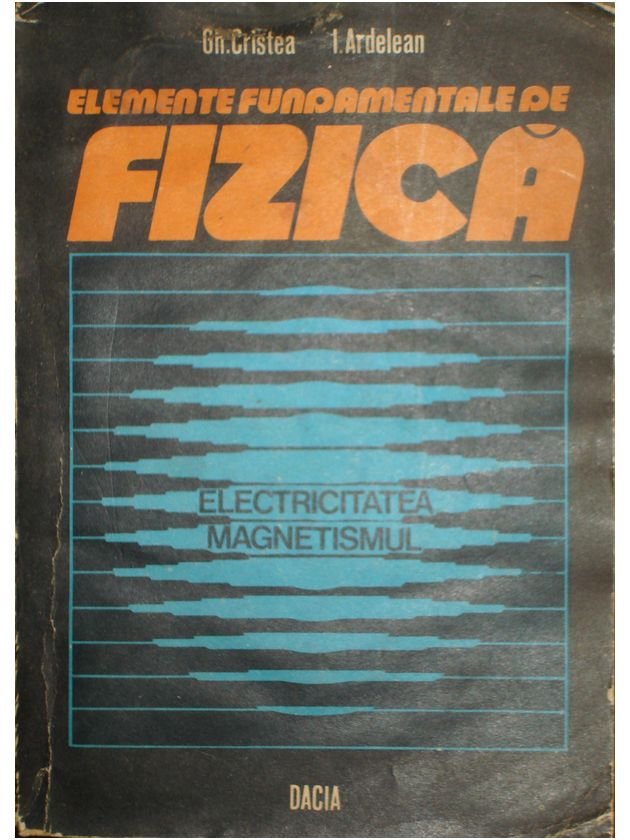 Gh.Cristea I.Ardelean
ELEMENTE FUNDAMENTALE DE
FIZICĂ
ELECTRICITATEA
MAGNETISMUL
DACIA